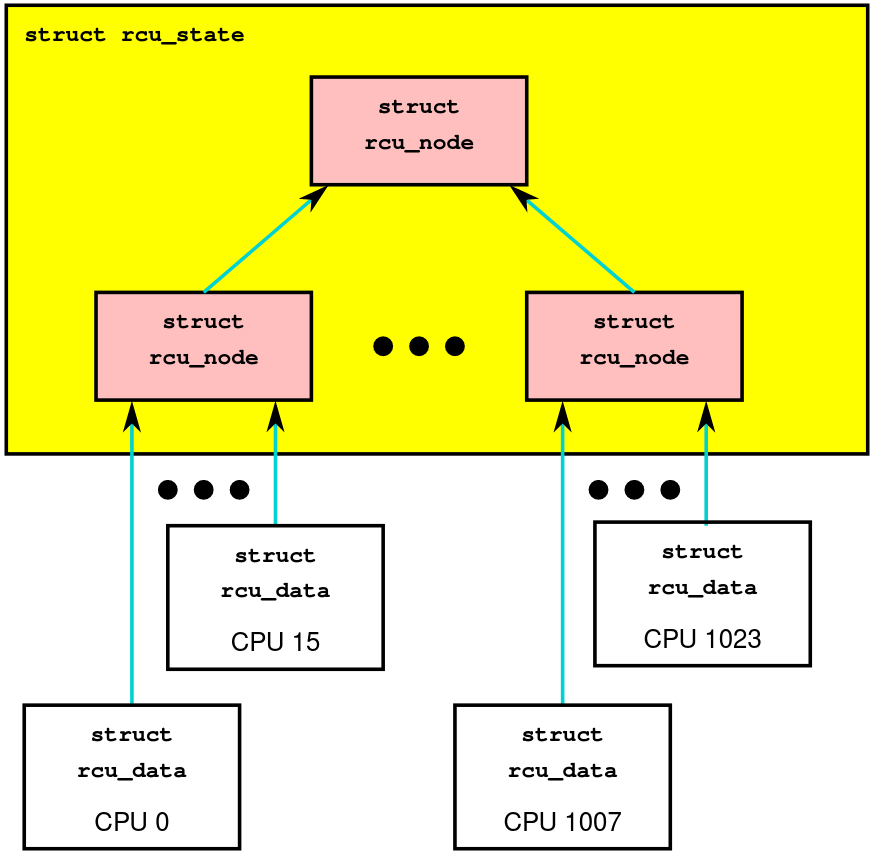 struct rcu_state
struct
rcu_node
struct
rcu_node
struct
rcu_node
struct
rcu_data
CPU 15
struct
rcu_data
CPU 1023
struct
rcu_data
CPU 0
struct
rcu_data
CPU 1007